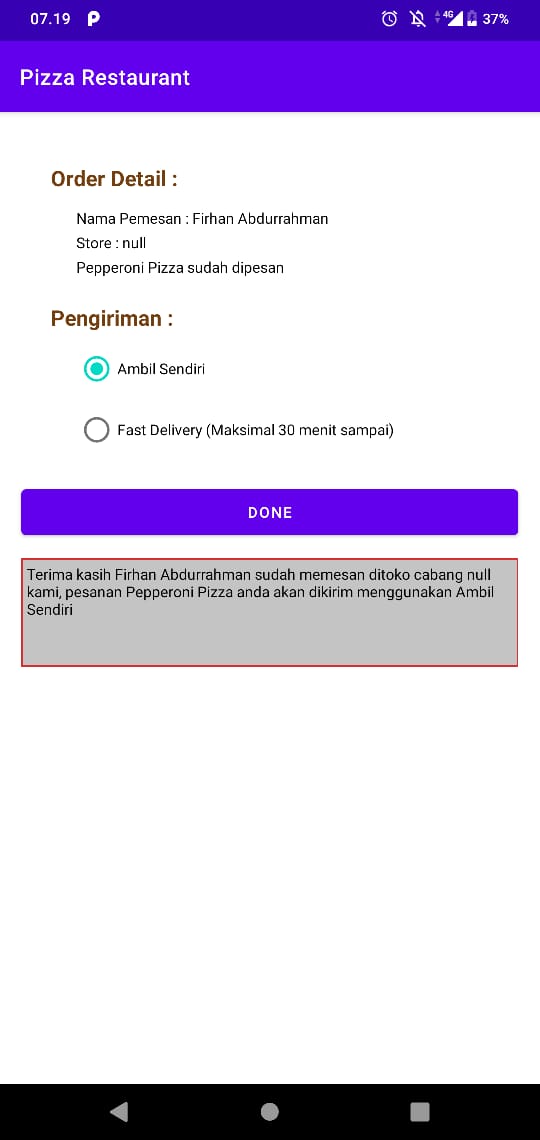 07.19
4G
37%
Pizza Restaurant
Order Detail :
Nama Pemesan : Firhan Abdurrahman
Store : null
Pepperoni Pizza sudah dipesan
Pengiriman :
Ambil Sendiri
Fast Delivery (Maksimal 30 menit sampai)
DONE
Terima kasih Firhan Abdurrahman sudah memesan ditoko cabang null
kami, pesanan Pepperoni Pizza anda akan dikirim menggunakan Ambil
Sendiri